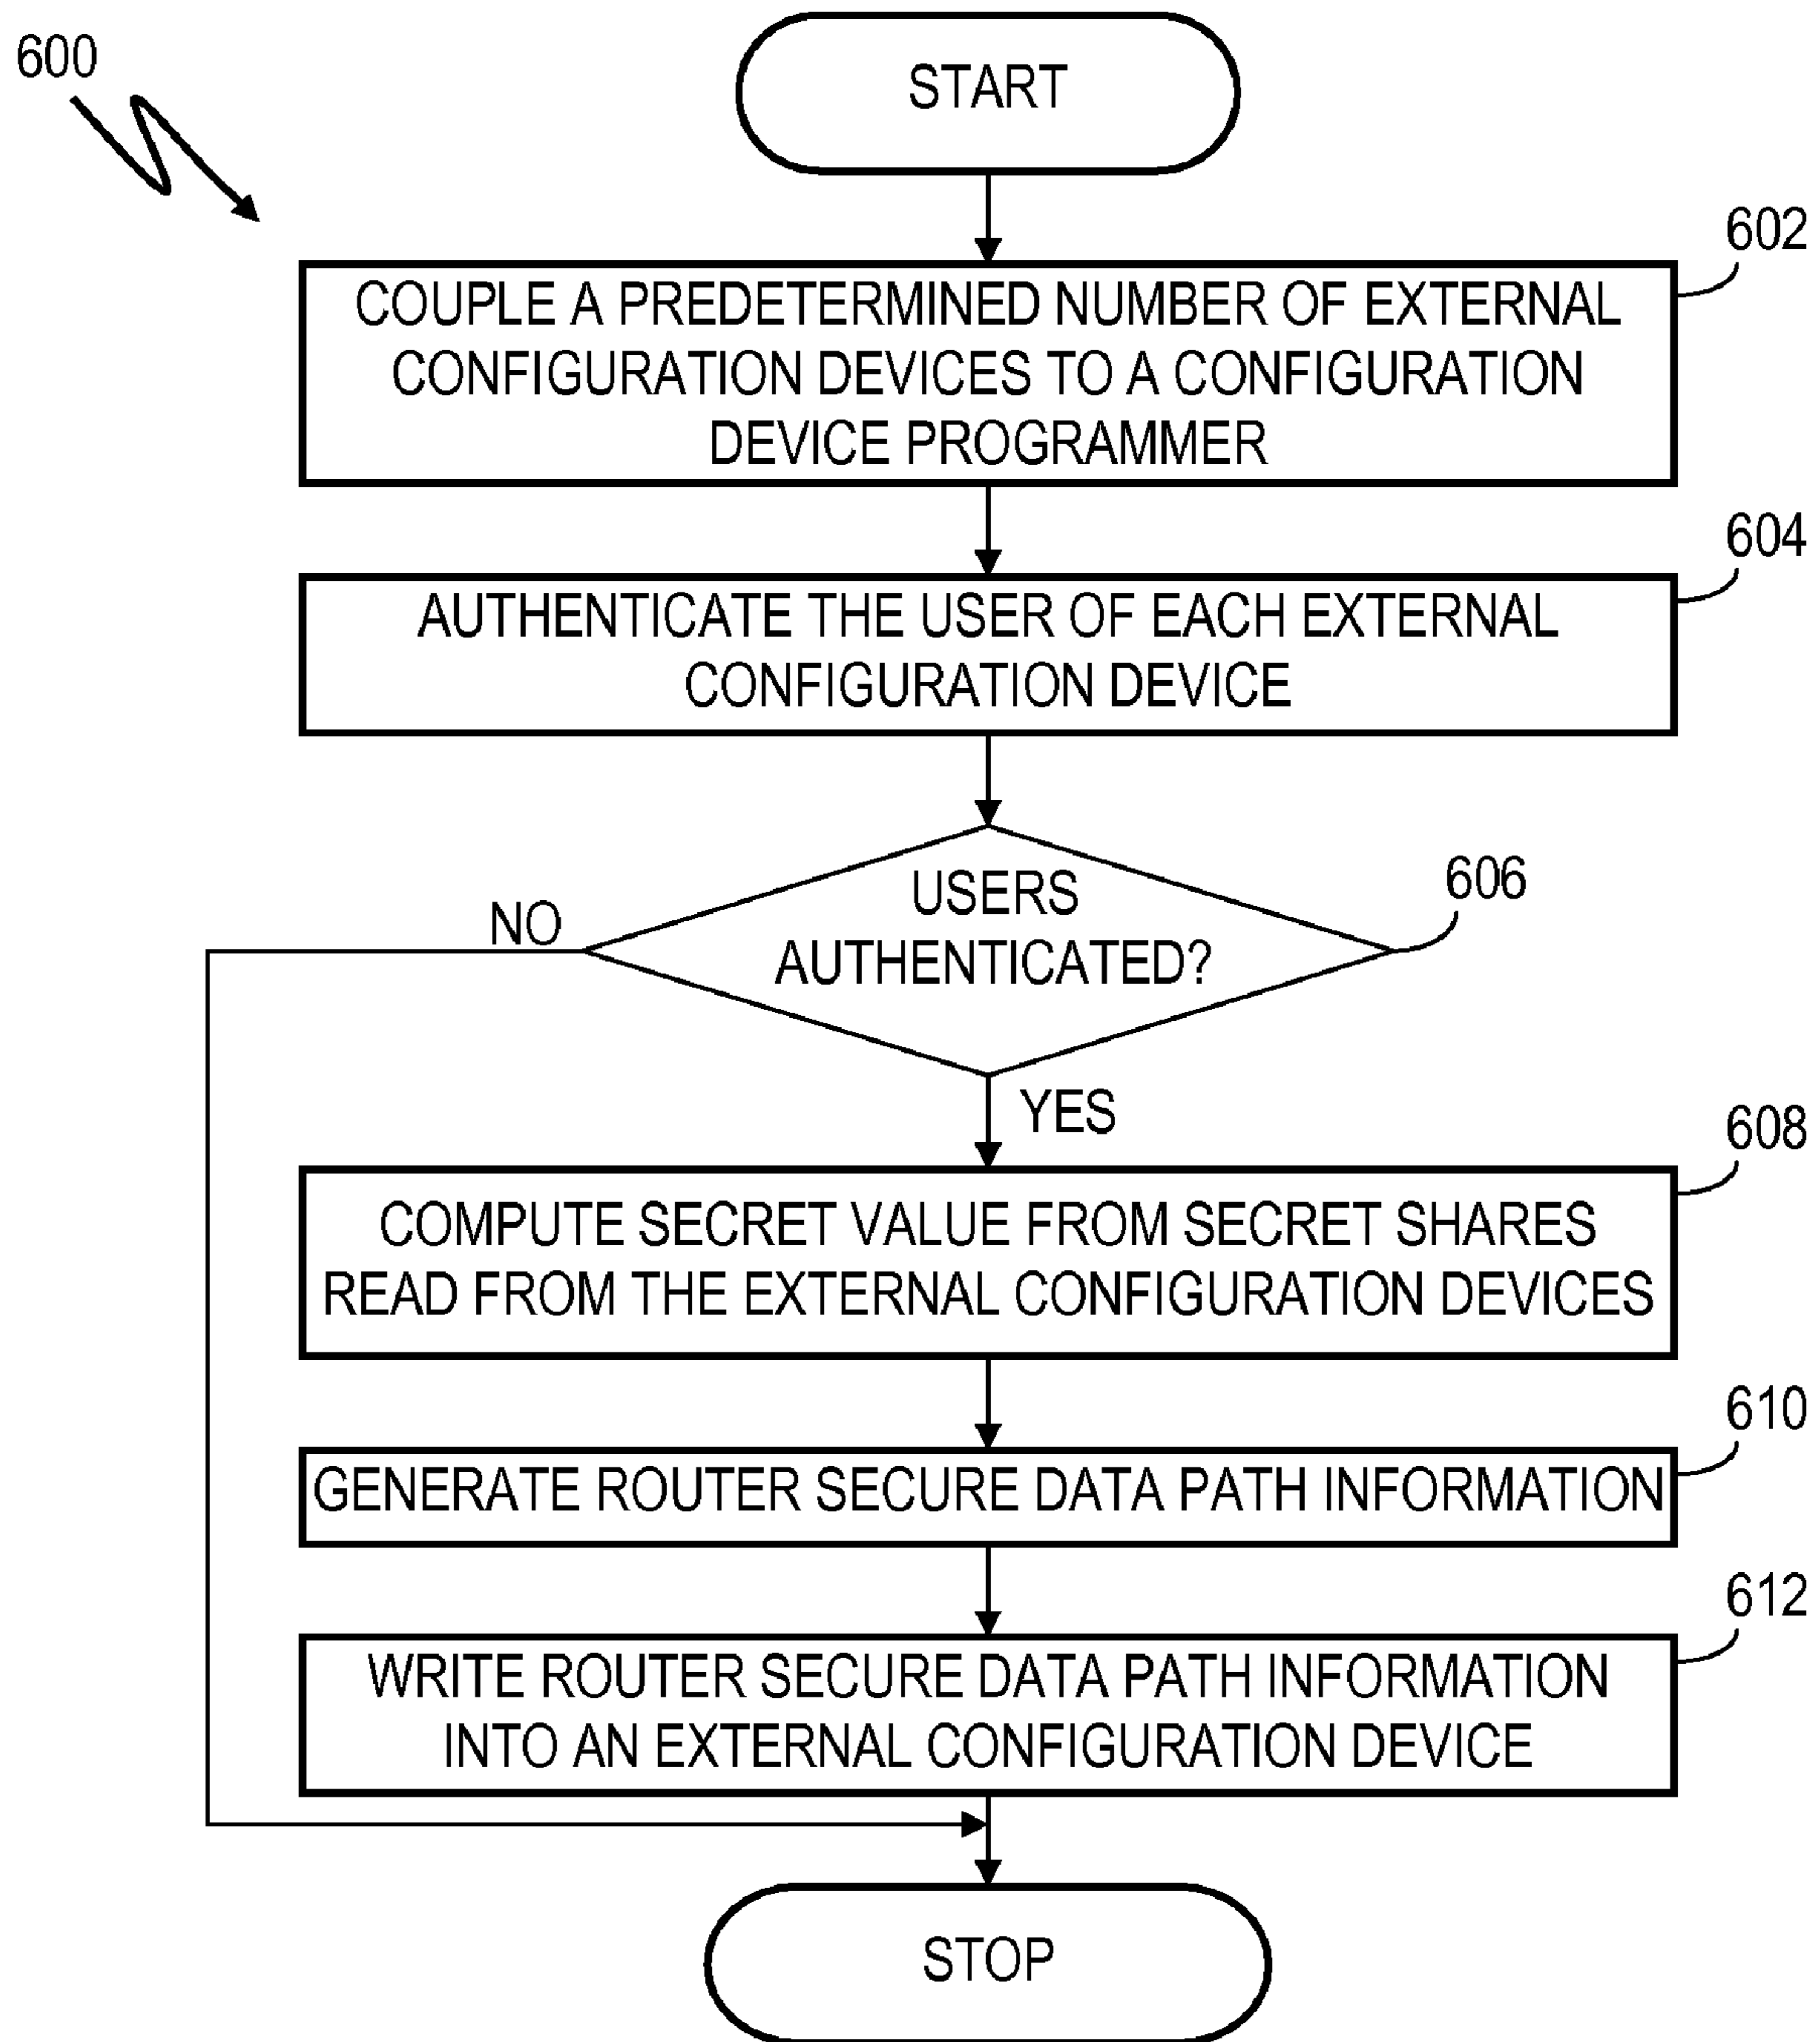 600
START
602
COUPLE A PREDETERMINED NUMBER OF EXTERNAL
CONFIGURATION DEVICES TO A CONFIGURATION
DEVICE PROGRAMMER
604
AUTHENTICATE THE USER OF EACH EXTERNAL
CONFIGURATION DEVICE
606
USERS
AUTHENTICATED?
NO
YES
608
COMPUTE SECRET VALUE FROM SECRET SHARES
READ FROM THE EXTERNAL CONFIGURATION DEVICES
610
GENERATE ROUTER SECURE DATA PATH INFORMATION
612
WRITE ROUTER SECURE DATA PATH INFORMATION
INTO AN EXTERNAL CONFIGURATION DEVICE
STOP